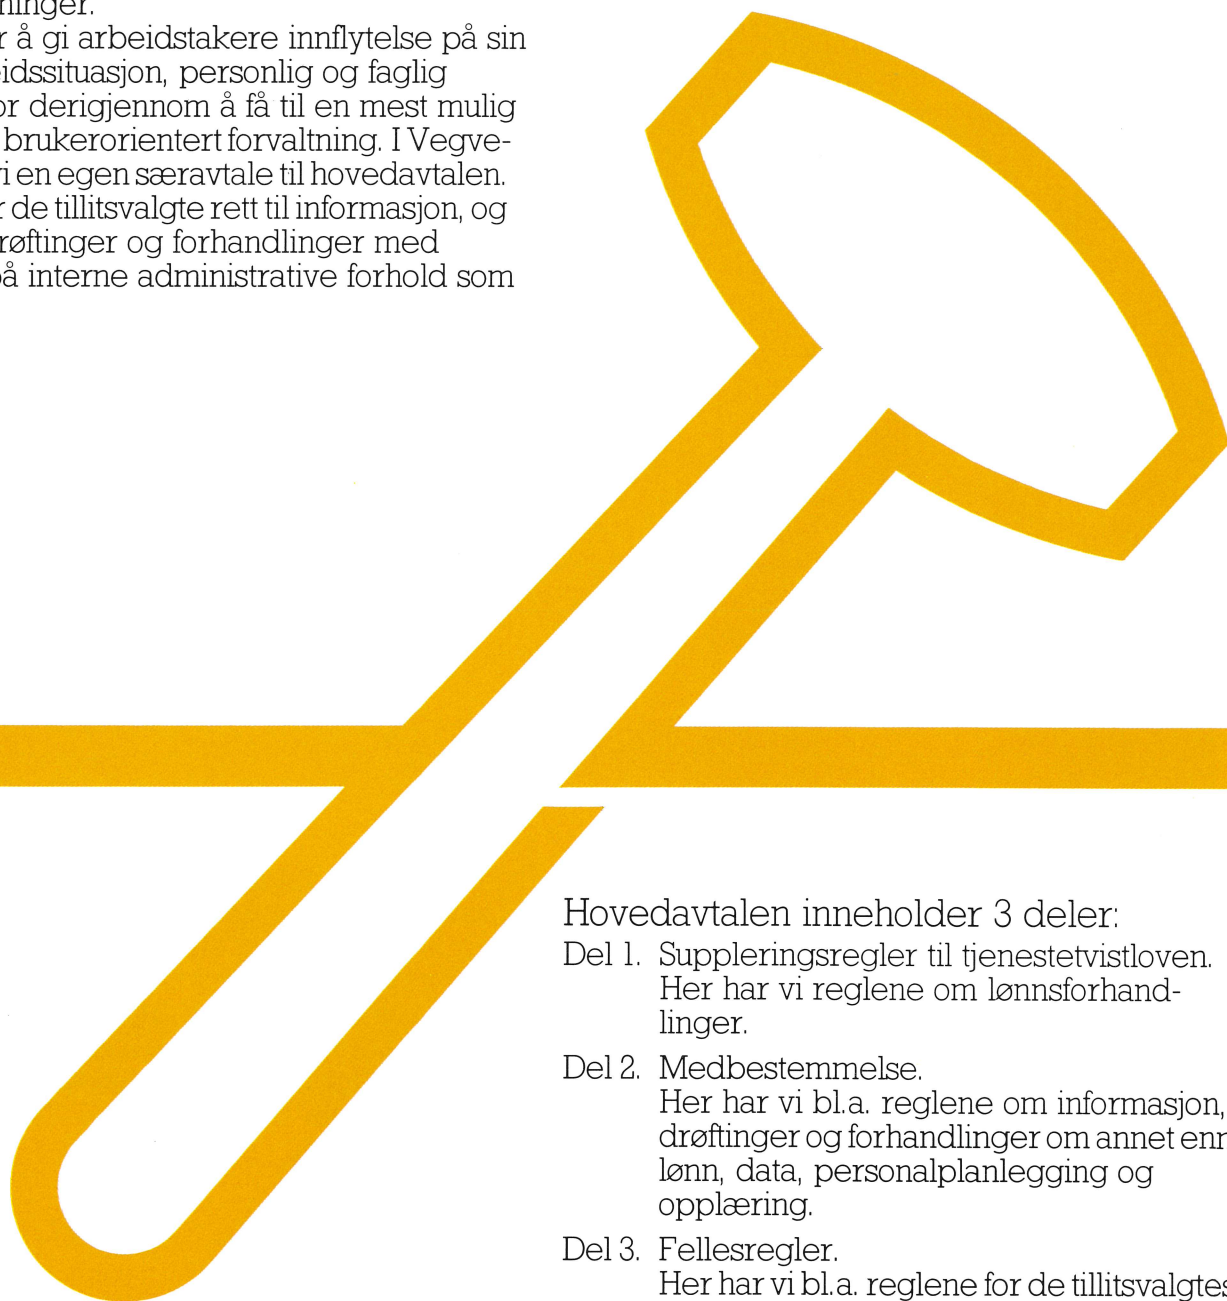 r å gi arbeidstakere innflytelse på sin
eidssituasjon, personlig og faglig
or derigjennom å få til en mest mulig
brukerorientert forvaltning. I Vegve-
vi en egen særavtale til hovedavtalen.
r de tillitsvalgte rett til informasjon, og
røftinger og forhandlinger med
på interne administrative forhold som
Hovedavtalen inneholder 3 deler:
Del 1. Suppleringsregler til tjenestetvistloven.
Her har vi reglene om lønnsforhand-
linger.
Del 2. Medbestemmelse.
Her har vi bl.a. reglene om informasjon,
drøftinger og forhandlinger om annet enn
lønn, data, personalplanlegging og
opplæring.
Del 3. Fellesregler.
Her har vi bl.a. reglene for de tillitsvalgtes